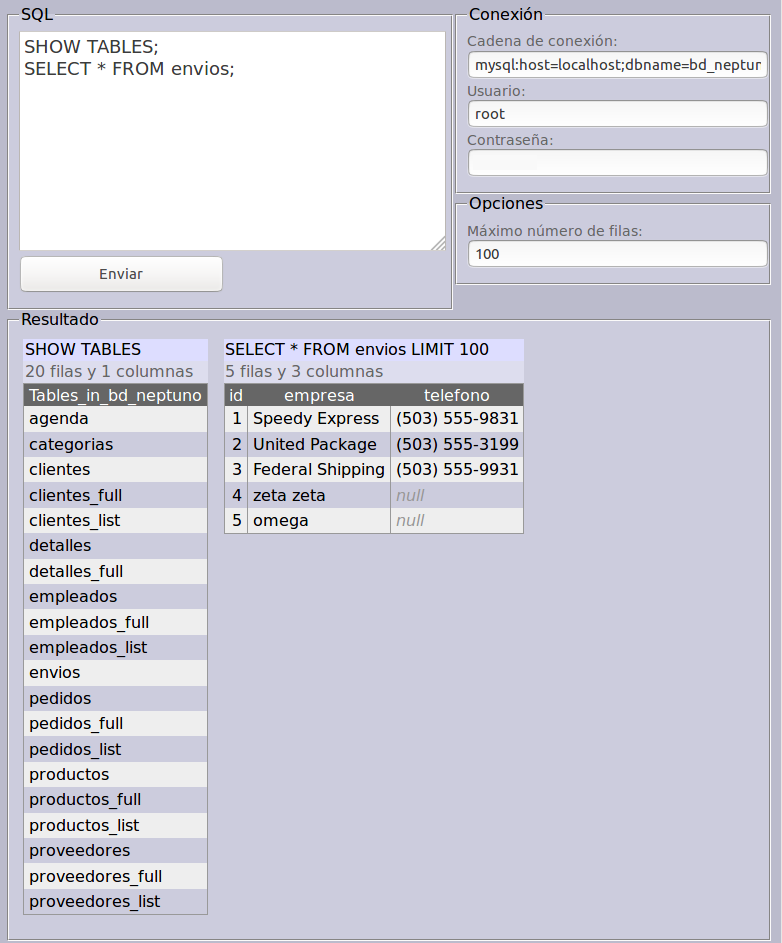 SQL
SHOW TABLES;
SELECT * FROM envios;
Enviar
Conexión
Cadena de conexión:
mysql:host=localhost;dbname=bd_neptur
Usuario:
root
Contraseña:
Opciones
Máximo número de filas:
100
Resultado
SHOW TABLES
20 filas y 1 columnas
Tables_in_bd_neptuno
agenda
categorias
clientes
clientes_full
clientes_list
detalles
detalles_full
empleados
empleados_full
empleados_list
envios
pedidos
pedidos_full
pedidos_list
productos
productos_full
productos_list
proveedores
proveedores_full
proveedores_list
SELECT * FROM envios LIMIT 100
5 filas y 3 columnas
id empresa telefono
1 Speedy Express (503) 555-9831
2 United Package (503) 555-3199
3 Federal Shipping (503) 555-9931
4 zeta zeta null
5 omega null